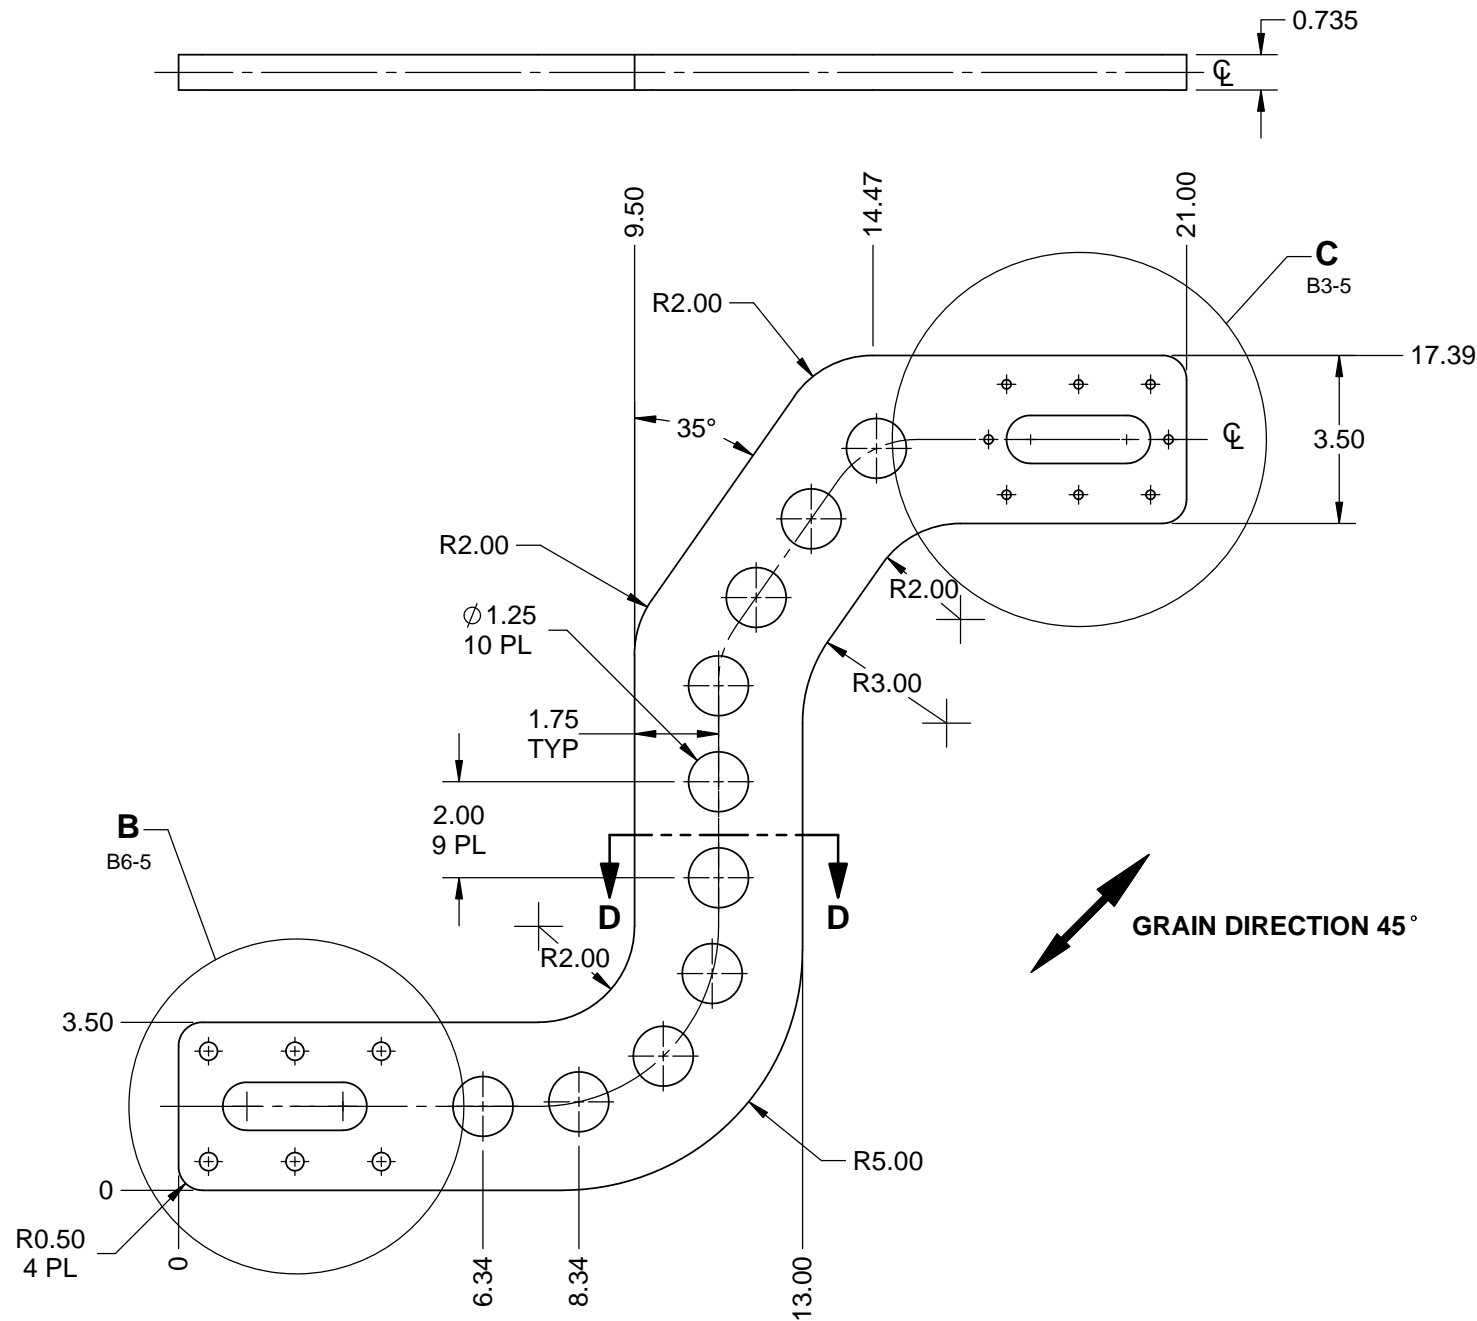 0.735
℄
9.50
14.47
21.00
C
B3-5
R2.00
17.39
35°
℄
3.50
R2.00
R2.00
⌀1.25
10 PL
R3.00
1.75
TYP
2.00
9 PL
B
B6-5
D
D
GRAIN DIRECTION 45°
R2.00
3.50
R5.00
0
R0.50
4 PL
0
6.34
8.34
13.00